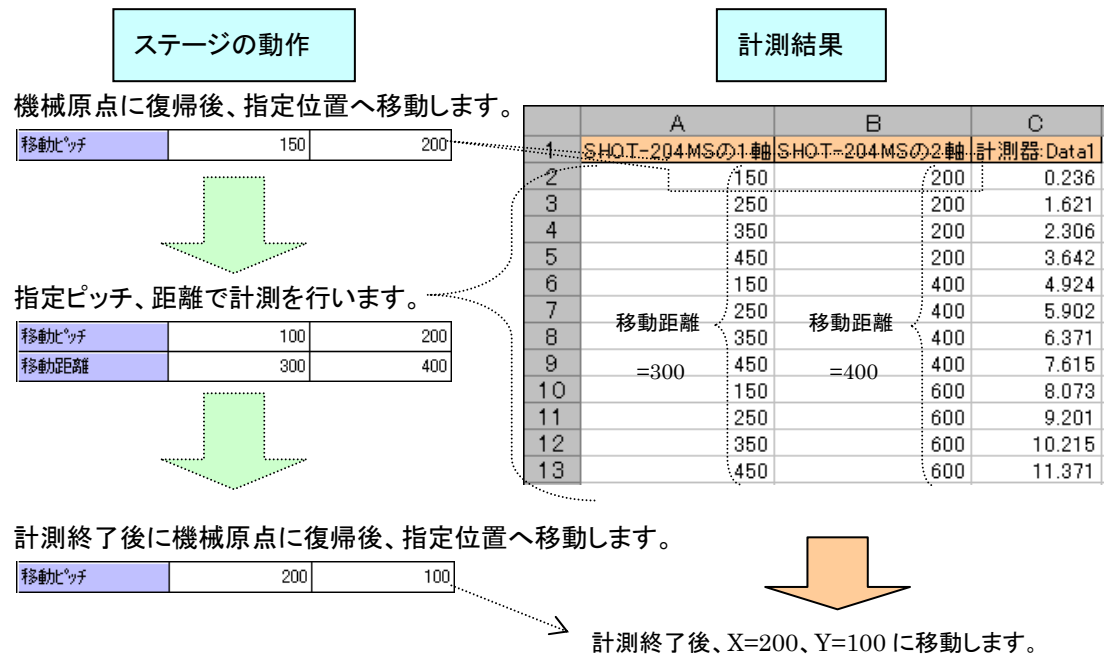 ステージの動作
計測結果
機械原点に復帰後、指定位置へ移動します。
移動ﾋﾟｯﾁ 150 200
指定ピッチ、距離で計測を行います。
移動ﾋﾟｯﾁ 100 200
移動距離 300 400
計測終了後に機械原点に復帰後、指定位置へ移動します。
移動ﾋﾟｯﾁ 200 100
A B C
1 SHOT-204MSの1軸 SHOT-204MSの2軸 計測器:Data1
2 150 200 0.236
3 250 200 1.621
4 350 200 2.306
5 450 200 3.642
6 150 400 4.924
7 250 400 5.902
8 350 400 6.371
9 450 400 7.615
10 150 600 8.073
11 250 600 9.201
12 350 600 10.215
13 450 600 11.371
移動距離
=300
移動距離
=400
計測終了後、X=200、Y=100 に移動します。